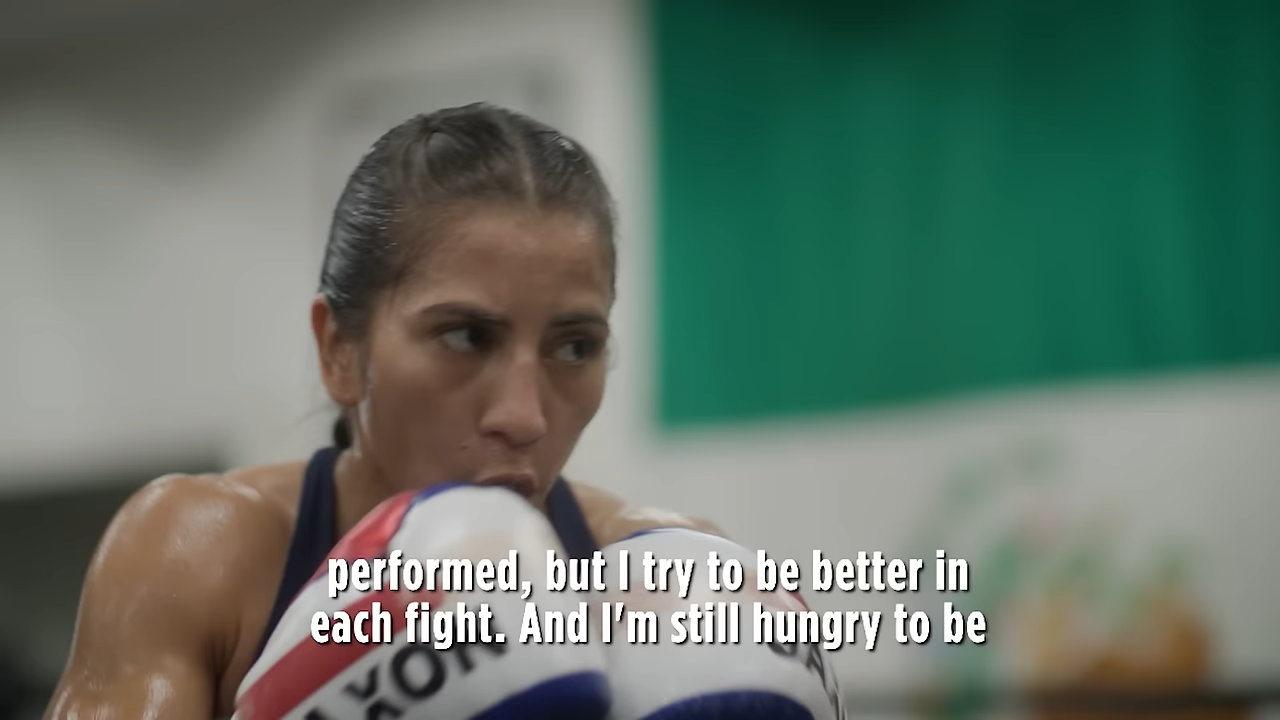 performed, but I try to be better in
each fight. And I'm still hungry to be